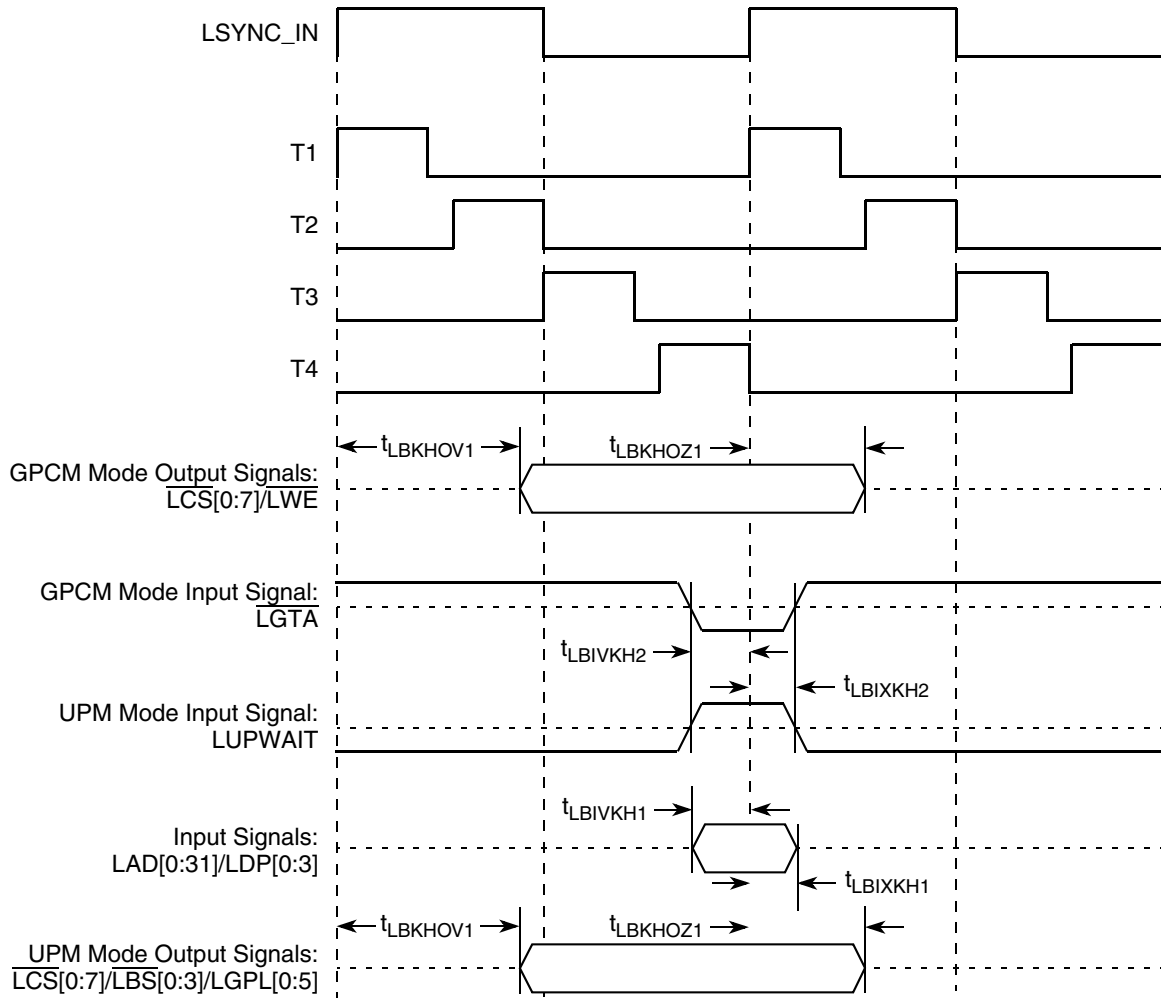 LSYNC_IN
T1
T2
T3
T4
tLBKHOV1
tLBKHOZ1
GPCM Mode Output Signals:
LCS[0:7]/LWE
GPCM Mode Input Signal:
LGTA
tLBIVKH2
tLBIXKH2
UPM Mode Input Signal:
LUPWAIT
tLBIVKH1
Input Signals:
LAD[0:31]/LDP[0:3]
tLBIXKH1
tLBKHOV1
tLBKHOZ1
UPM Mode Output Signals:
LCS[0:7]/LBS[0:3]/LGPL[0:5]